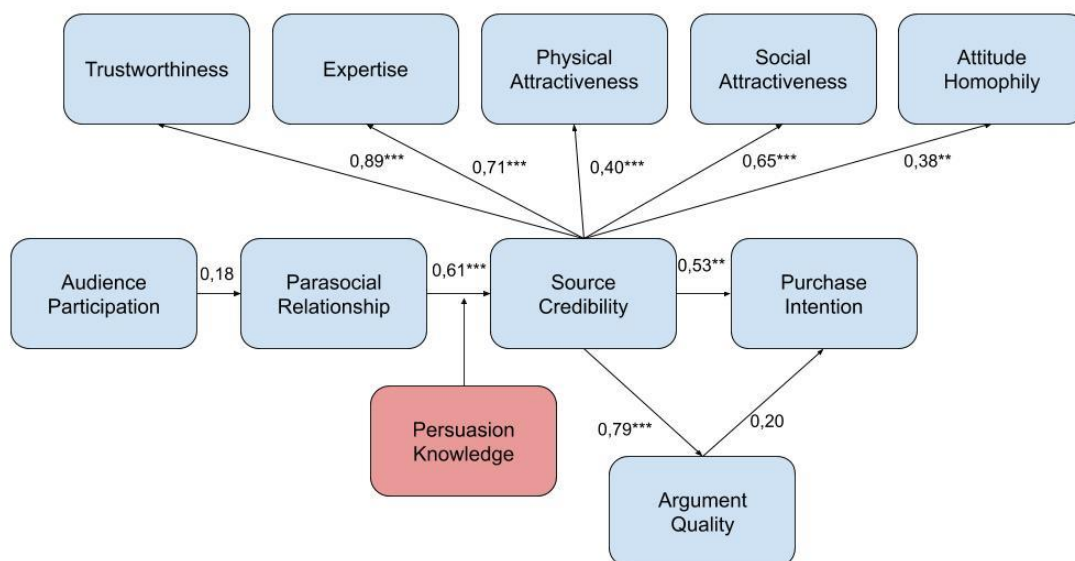 Trustworthiness
Expertise
Physical
Attractiveness
Social
Attractiveness
Attitude
Homophily
0,89***
0,71***
0,40***
0,65***
0,38**
Audience
Participation
0,18
Parasocial
Relationship
0,61***
Source
Credibility
0,53**
Purchase
Intention
Persuasion
Knowledge
0,79***
0,20
Argument
Quality